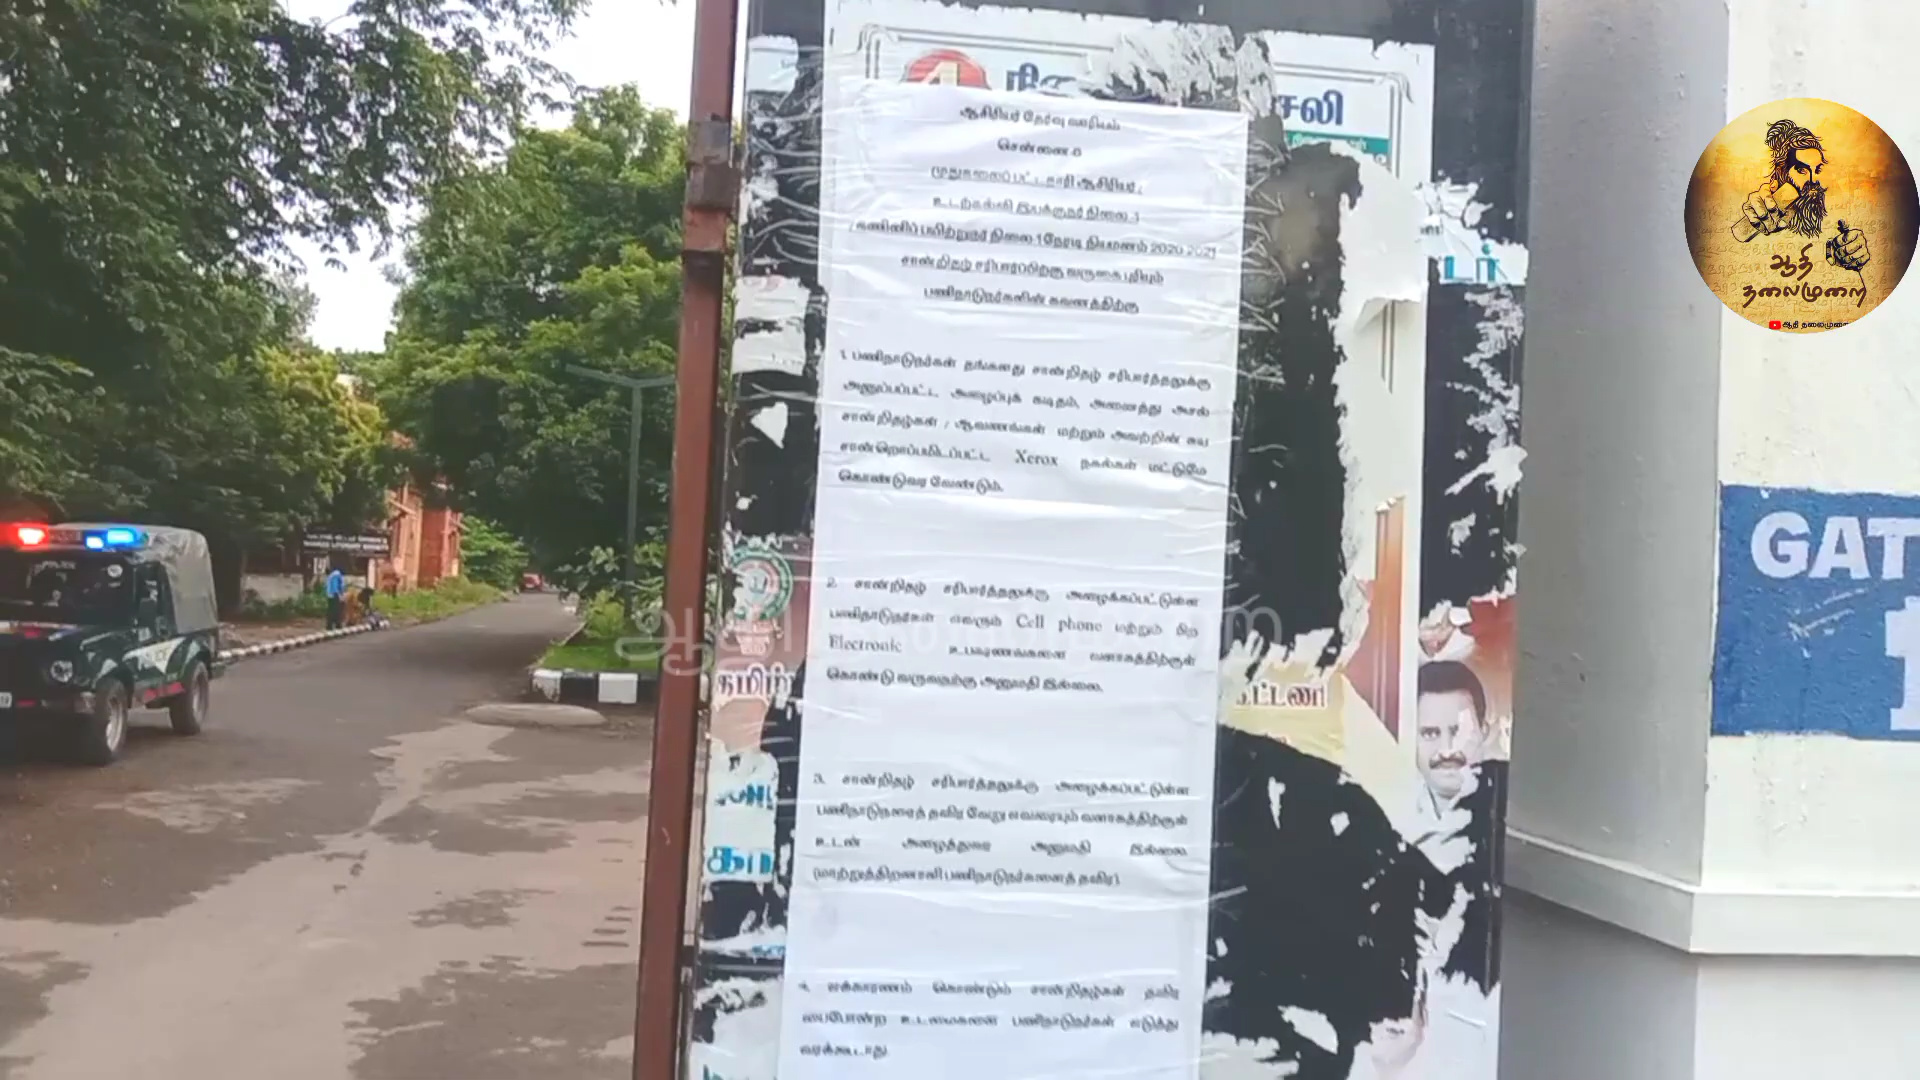 ஆசிரியர் தேர்வு வாரியம்
சென்னை-6
முதுகலைப் பட்டதாரி ஆசிரியர் /
உடற்கல்வி இயக்குநர் நிலை-1
/ கணினிப் பயிற்றுநர் நிலை-1 நேரடி நியமனம் 2020-2021
சான்றிதழ் சரிபார்ப்பிற்கு வருகை புரியும்
பணிநாடுநர்களின் கவனத்திற்கு
1. பணிநாடுநர்கள் தங்களது சான்றிதழ் சரிபார்த்தலுக்கு
அனுப்பப்பட்ட அழைப்புக் கடிதம், அனைத்து அசல்
சான்றிதழ்கள் / ஆவணங்கள் மற்றும் அவற்றின் சுய
சான்றொப்பமிடப்பட்ட Xerox நகல்கள் மட்டுமே
கொண்டுவர வேண்டும்.
2. சான்றிதழ் சரிபார்த்தலுக்கு அழைக்கப்பட்டுள்ள
பணிநாடுநர்கள் எவரும் Cell phone மற்றும் பிற
Electronic உபகரணங்களை வளாகத்திற்குள்
கொண்டு வருவதற்கு அனுமதி இல்லை.
3. சான்றிதழ் சரிபார்த்தலுக்கு அழைக்கப்பட்டுள்ள
பணிநாடுநரைத் தவிர வேறு எவரையும் வளாகத்திற்குள்
உடன் அழைத்துவர அனுமதி இல்லை
(மாற்றுத்திறனாளி பணிநாடுநர்களைத் தவிர).
4. எக்காரணம் கொண்டும் சான்றிதழ்கள் தவிர
பைபோன்ற உடமைகளை பணிநாடுநர்கள் எடுத்து
வரக்கூடாது.
ஆதி
தலைமுறை
ஆதி தலைமுறை
POLICE
GAT